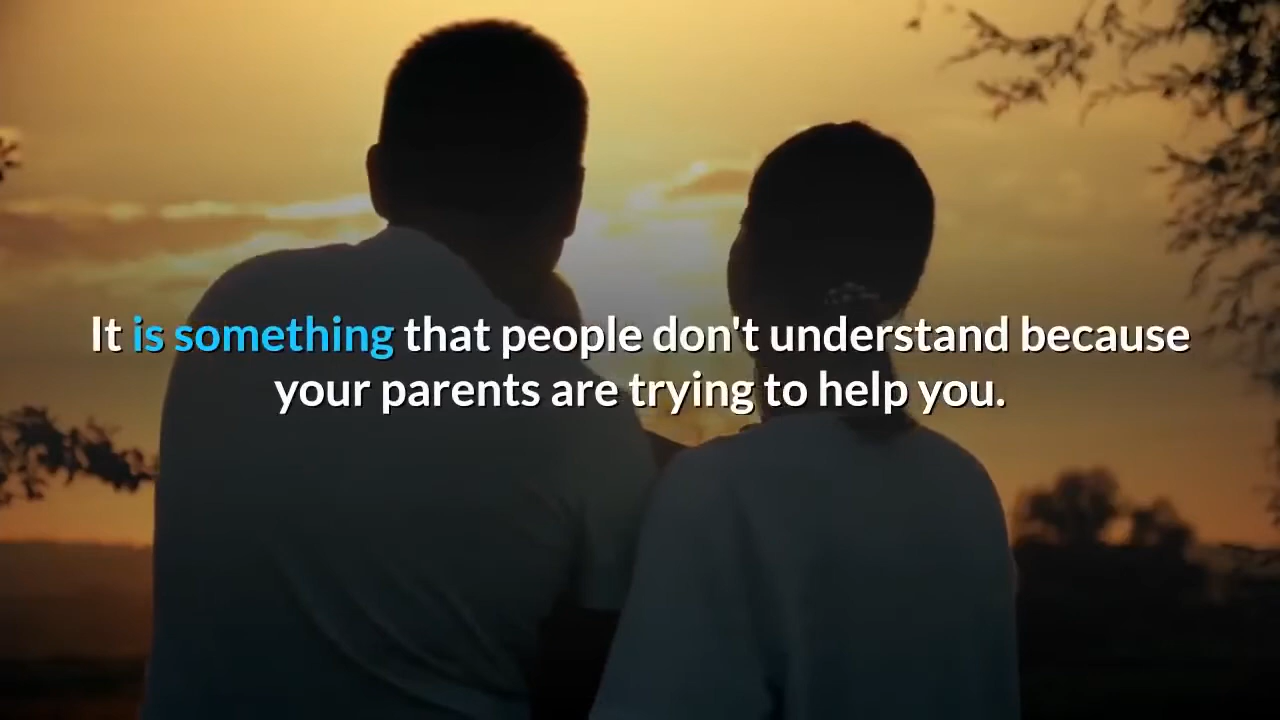 It is something that people don't understand because
your parents are trying to help you.